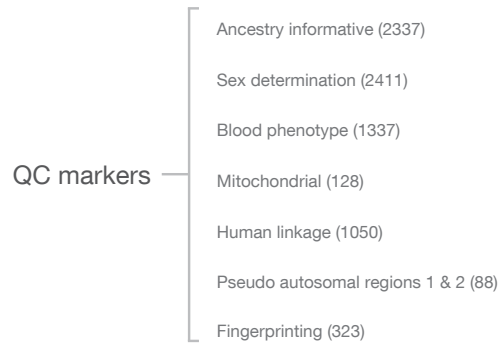 Ancestry informative (2337)
Sex determination (2411)
Blood phenotype (1337)
QC markers
Mitochondrial (128)
Human linkage (1050)
Pseudo autosomal regions 1 & 2 (88)
Fingerprinting (323)